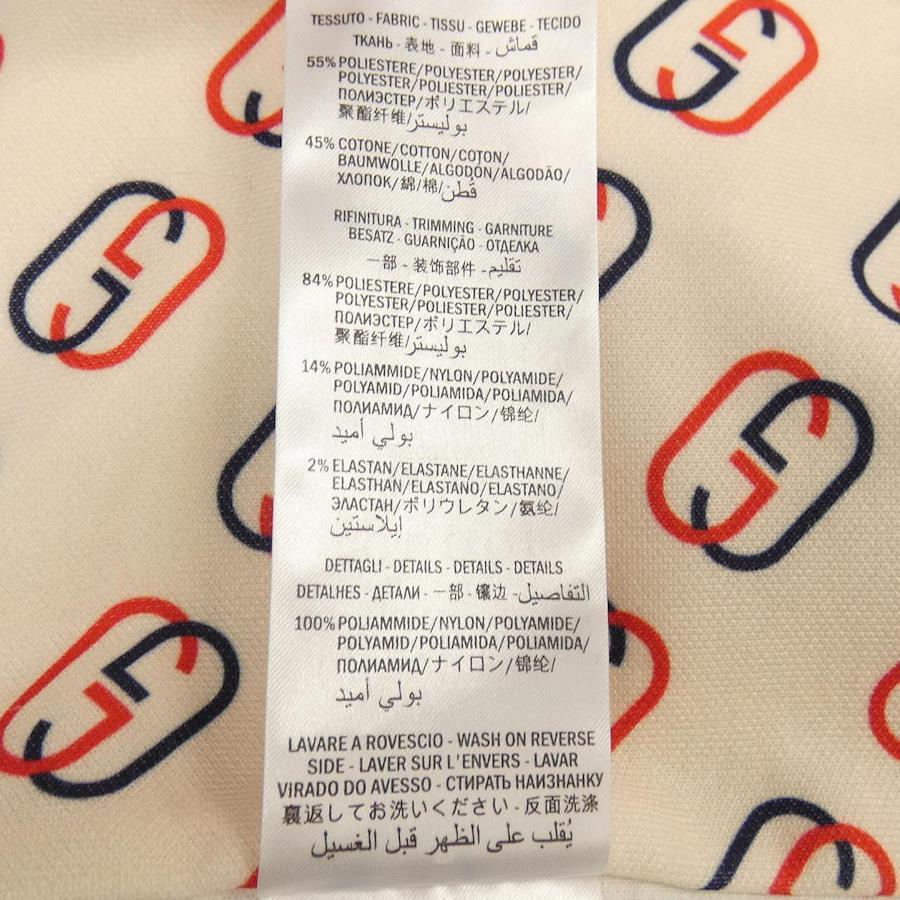 TESSUTO - FABRIC - TISSU - GEWEBE - TECIDO
ТКАНЬ - 表地 - 面料 - قماش
55% POLIESTERE/POLYESTER/POLYESTER/
POLYESTER/POLIESTER/POLIESTER/
ПОЛИЭСТЕР/ポリエステル/
聚酯纤维/بوليستر
45% COTONE/COTTON/COTON/
BAUMWOLLE/ALGODÓN/ALGODÃO/
ХЛОПОК/綿/棉/قُطن
RIFINITURA - TRIMMING - GARNITURE
BESATZ - GUARNIÇÃO - ОТДЕЛКА
一部 - 装饰部件 - تقليم
84% POLIESTERE/POLYESTER/POLYESTER/
POLYESTER/POLIESTER/POLIESTER/
ПОЛИЭСТЕР/ポリエステル/
聚酯纤维/بوليستر
14% POLIAMMIDE/NYLON/POLYAMIDE/
POLYAMID/POLIAMIDA/POLIAMIDA/
ПОЛИАМИД/ナイロン/锦纶/
بولي أميد
2% ELASTAN/ELASTANE/ELASTHANNE/
ELASTHAN/ELASTANO/ELASTANO/
ЭЛАСТАН/ポリウレタン/氨纶/
إيلاستين
DETTAGLI - DETAILS - DETAILS - DETAILS
DETALHES - ДЕТАЛИ - 一部 - 镶边 - التفاصيل
100% POLIAMMIDE/NYLON/POLYAMIDE/
POLYAMID/POLIAMIDA/POLIAMIDA/
ПОЛИАМИД/ナイロン/锦纶/
بولي أميد
LAVARE A ROVESCIO - WASH ON REVERSE
SIDE - LAVER SUR L'ENVERS - LAVAR
VIRADO DO AVESSO - СТИРАТЬ НАИЗНАНКУ
裏返してお洗いください - 反面洗涤
يُقلب على الظهر قبل الغسيل